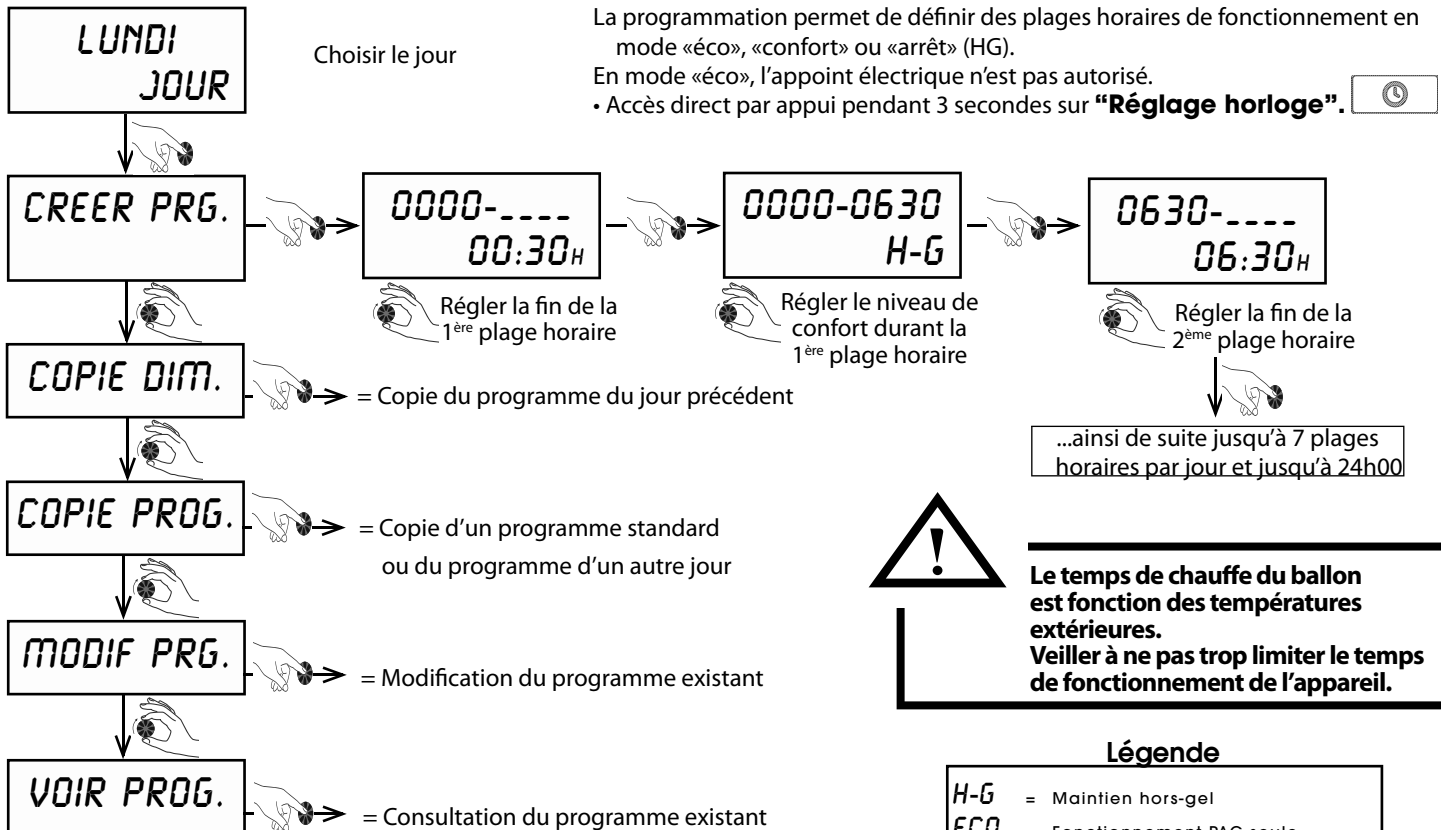 LUNDI
JOUR
Choisir le jour
La programmation permet de définir des plages horaires de fonctionnement en
mode «éco», «confort» ou «arrêt» (HG).
En mode «éco», l'appoint électrique n'est pas autorisé.
• Accès direct par appui pendant 3 secondes sur “Réglage horloge”.
CREER PRG.
0000-____
00:30H
0000-0630
H-G
0630-____
06:30H
Régler la fin de la
1ère plage horaire
Régler le niveau de
confort durant la
1ère plage horaire
Régler la fin de la
2ème plage horaire
...ainsi de suite jusqu'à 7 plages
horaires par jour et jusqu'à 24h00
COPIE DIM.
= Copie du programme du jour précédent
COPIE PROG.
= Copie d'un programme standard
ou du programme d'un autre jour
MODIF PRG.
= Modification du programme existant
VOIR PROG.
= Consultation du programme existant
!
Le temps de chauffe du ballon
est fonction des températures
extérieures.
Veiller à ne pas trop limiter le temps
de fonctionnement de l'appareil.
Légende
H-G = Maintien hors-gel
ECO Fonctionnement PAC seule